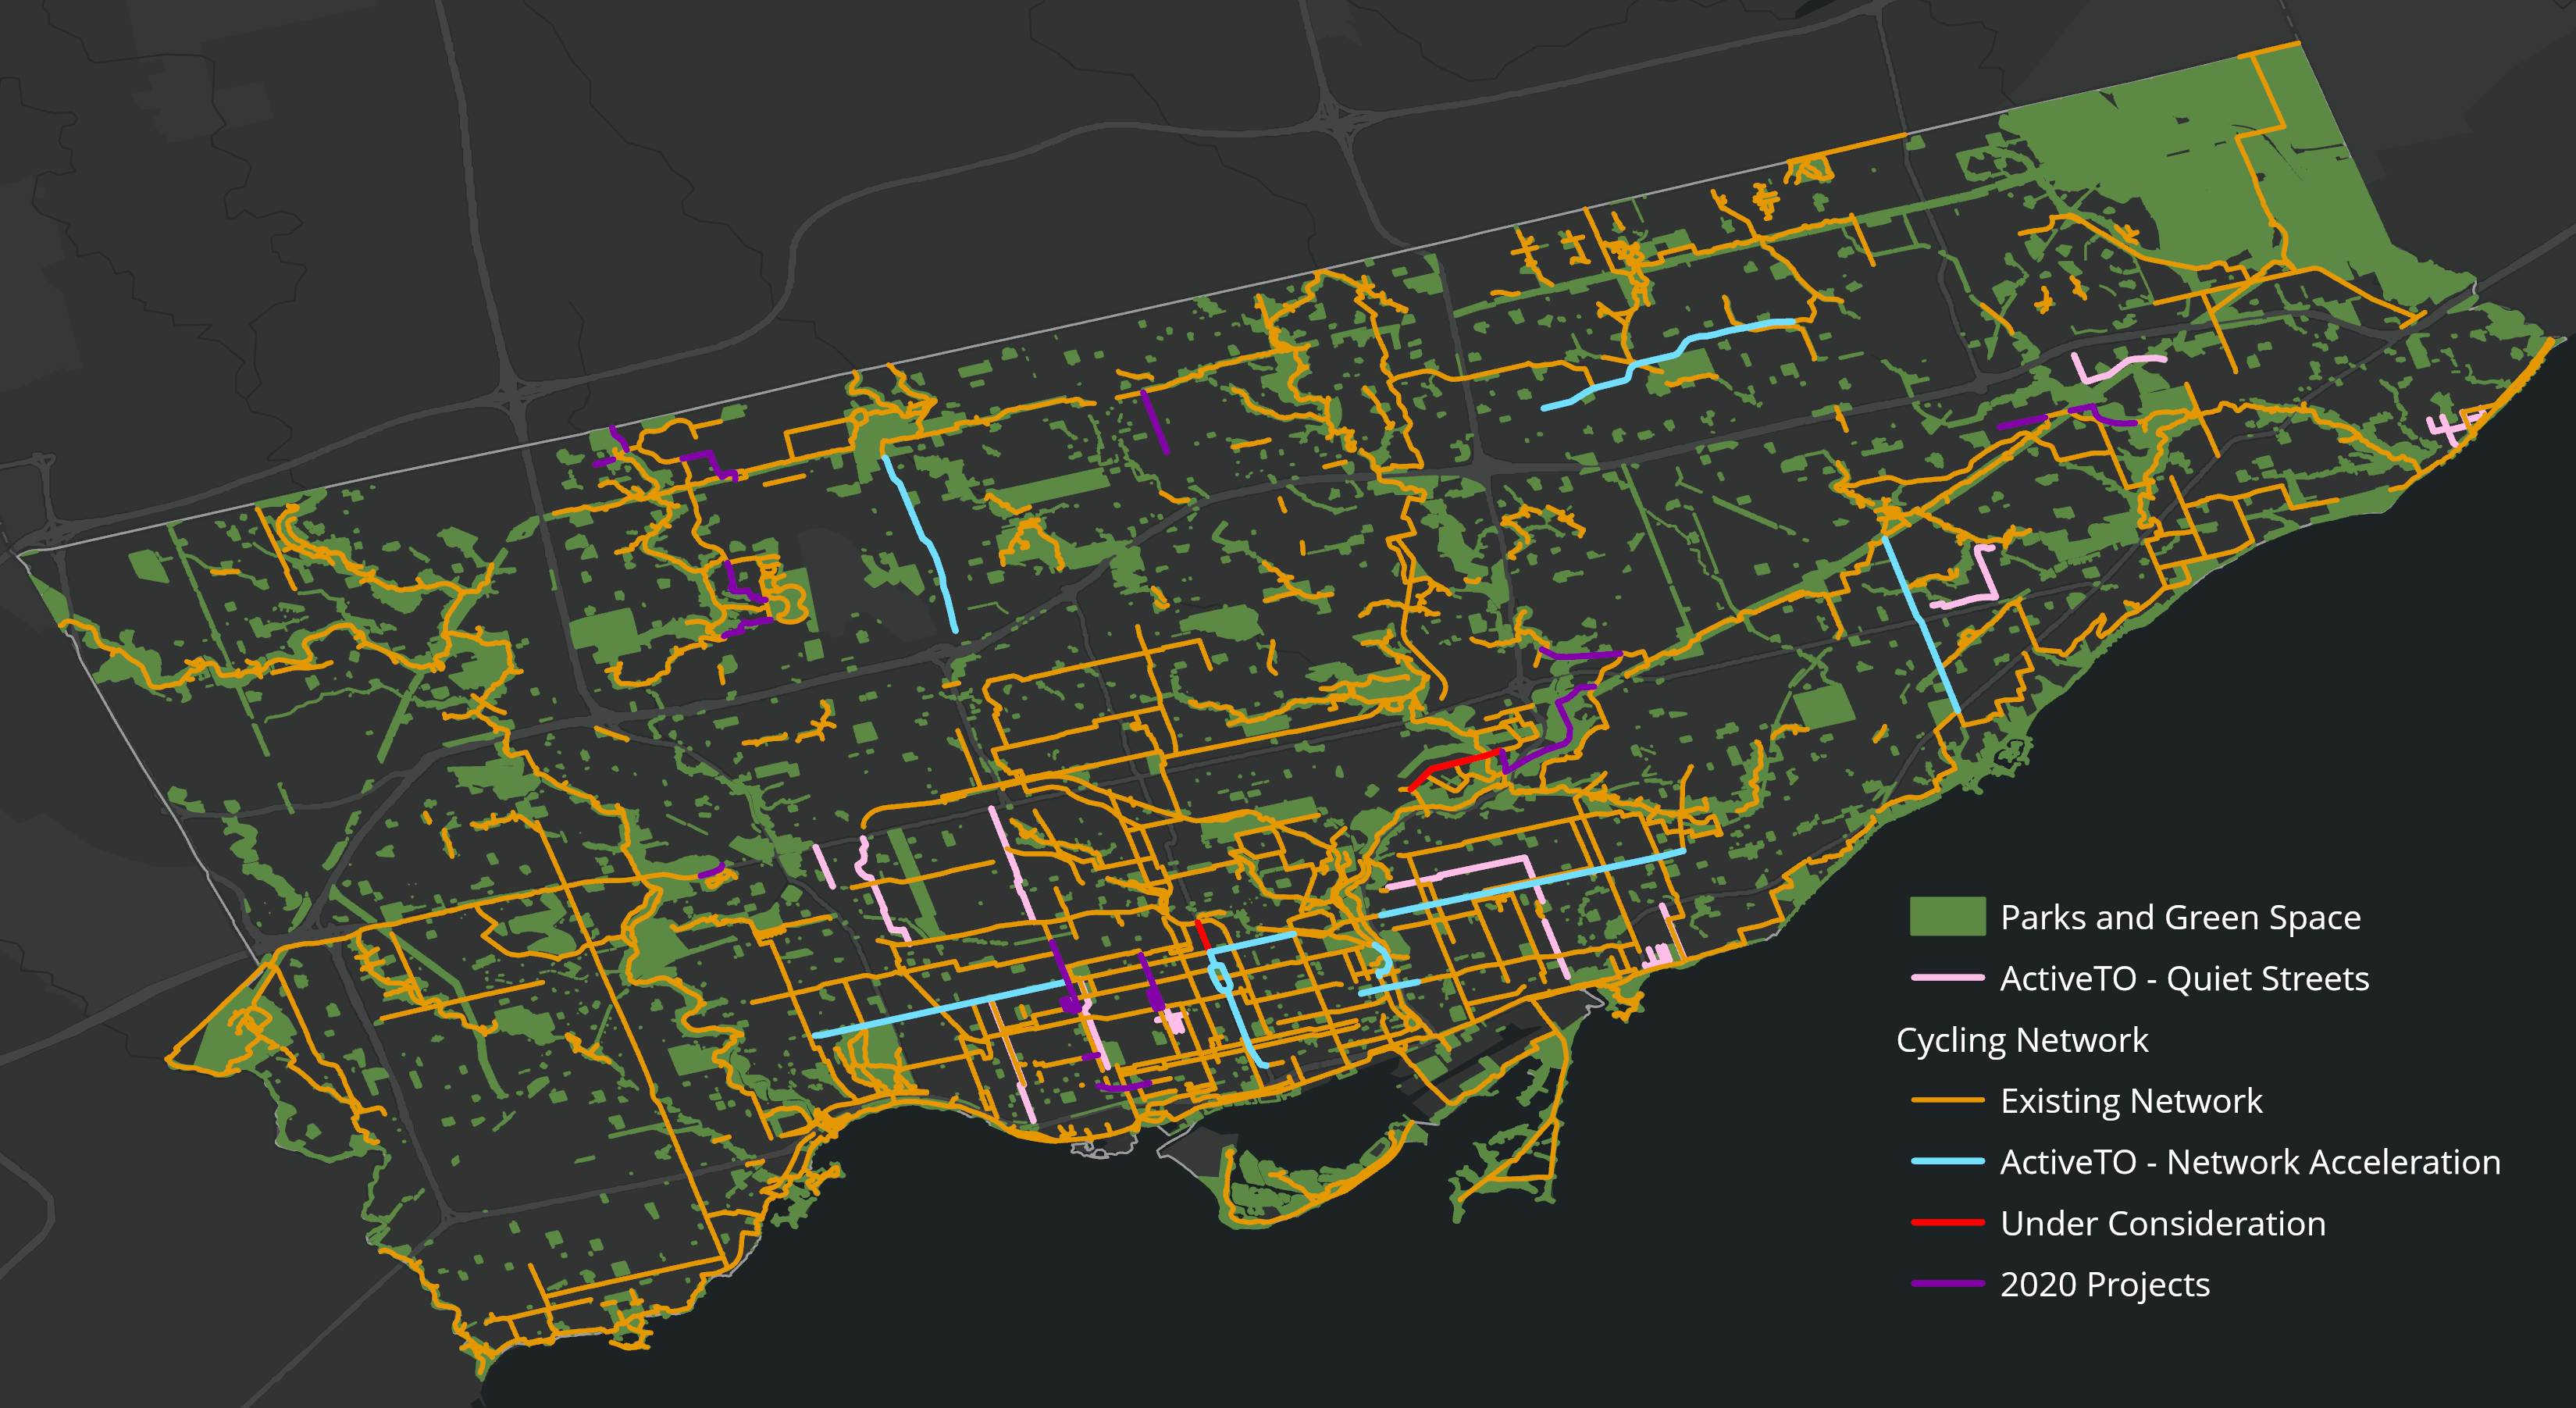 Parks and Green Space
ActiveTO - Quiet Streets
Cycling Network
Existing Network
ActiveTO - Network Acceleration
Under Consideration
2020 Projects